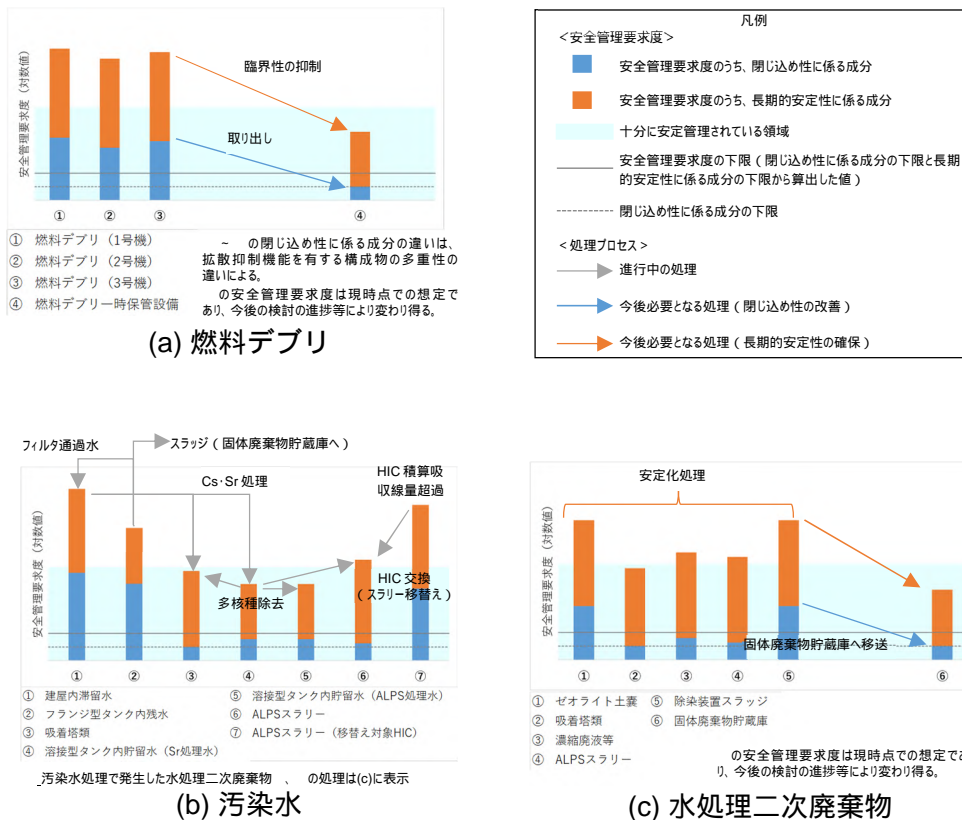 安全管理要求度（対数値）
臨界性の抑制
取り出し
① ② ③ ④
① 燃料デブリ（1号機）
② 燃料デブリ（2号機）
③ 燃料デブリ（3号機）
④ 燃料デブリ一時保管設備
～ の閉じ込め性に係る成分の違いは、
拡散抑制機能を有する構成物の多重性の
違いによる。
の安全管理要求度は現時点での想定で
あり、今後の検討の進捗等により変わり得る。
(a) 燃料デブリ
凡例
＜安全管理要求度＞
安全管理要求度のうち、閉じ込め性に係る成分
安全管理要求度のうち、長期的安定性に係る成分
十分に安定管理されている領域
安全管理要求度の下限（閉じ込め性に係る成分の下限と長期
的安定性に係る成分の下限から算出した値）
閉じ込め性に係る成分の下限
＜処理プロセス＞
進行中の処理
今後必要となる処理（閉じ込め性の改善）
今後必要となる処理（長期的安定性の確保）
フィルタ通過水
スラッジ（固体廃棄物貯蔵庫へ）
Cs･Sr 処理
HIC 積算吸
収線量超過
安全管理要求度（対数値）
多核種除去
HIC 交換
（スラリー移替え）
① ② ③ ④ ⑤ ⑥ ⑦
① 建屋内滞留水
② フランジ型タンク内残水
③ 吸着塔類
④ 溶接型タンク内貯留水（Sr処理水）
⑤ 溶接型タンク内貯留水（ALPS処理水）
⑥ ALPSスラリー
⑦ ALPSスラリー（移替え対象HIC）
汚染水処理で発生した水処理二次廃棄物 、 の処理は(c)に表示
(b) 汚染水
安定化処理
安全管理要求度（対数値）
固体廃棄物貯蔵庫へ移送
① ② ③ ④ ⑤ ⑥
① ゼオライト土嚢
② 吸着塔類
③ 濃縮廃液等
④ ALPSスラリー
⑤ 除染装置スラッジ
⑥ 固体廃棄物貯蔵庫
の安全管理要求度は現時点での想定であ
り、今後の検討の進捗等により変わり得る。
(c) 水処理二次廃棄物